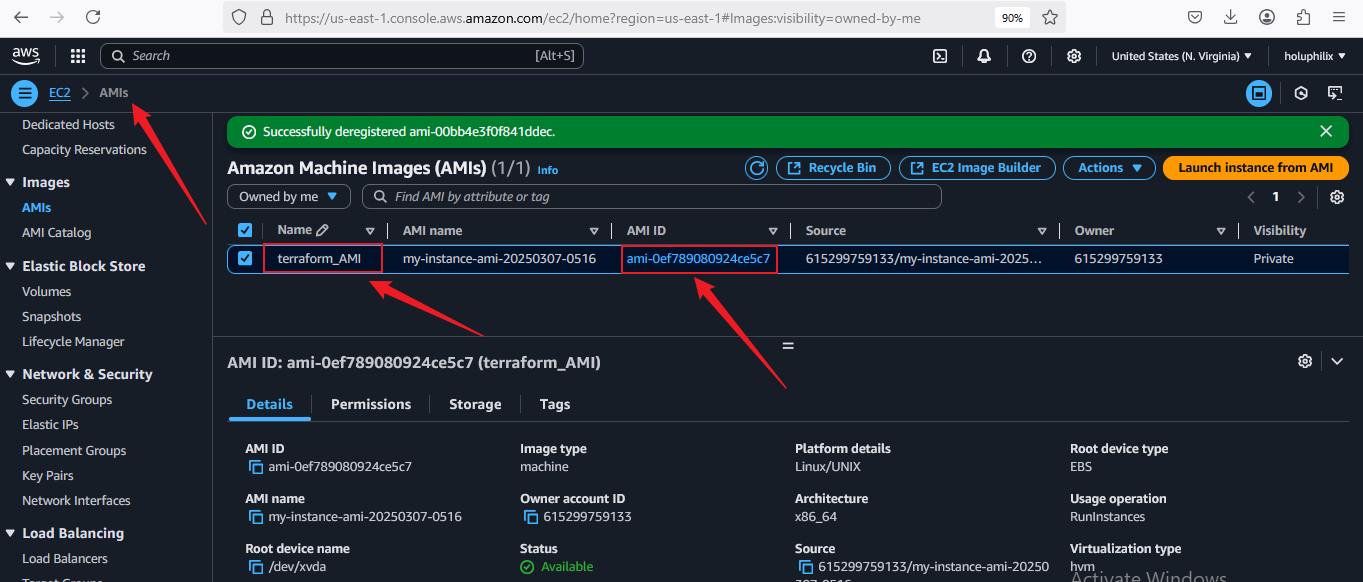 https://us-east-1.console.aws.amazon.com/ec2/home?region=us-east-1#Images:visibility=owned-by-me 90%
aws Search [Alt+S] United States (N. Virginia) holuphilix
EC2 AMIs
Dedicated Hosts
Capacity Reservations
Images
AMIs
AMI Catalog
Elastic Block Store
Volumes
Snapshots
Lifecycle Manager
Network & Security
Security Groups
Elastic IPs
Placement Groups
Key Pairs
Network Interfaces
Load Balancing
Load Balancers
Target Groups
Successfully deregistered ami-00bb4e3f0f841ddec.
Amazon Machine Images (AMIs) (1/1) Info Recycle Bin EC2 Image Builder Actions Launch instance from AMI
Owned by me Find AMI by attribute or tag 1
Name AMI name AMI ID Source Owner Visibility
terraform_AMI my-instance-ami-20250307-0516 ami-0ef789080924ce5c7 615299759133/my-instance-ami-2025... 615299759133 Private
AMI ID: ami-0ef789080924ce5c7 (terraform_AMI)
Details Permissions Storage Tags
AMI ID Image type Platform details Root device type
ami-0ef789080924ce5c7 machine Linux/UNIX EBS
AMI name Owner account ID Architecture Usage operation
my-instance-ami-20250307-0516 615299759133 x86_64 RunInstances
Root device name Status Source Virtualization type
/dev/xvda Available 615299759133/my-instance-ami-20250 hvm
307-0516
Activate Windows